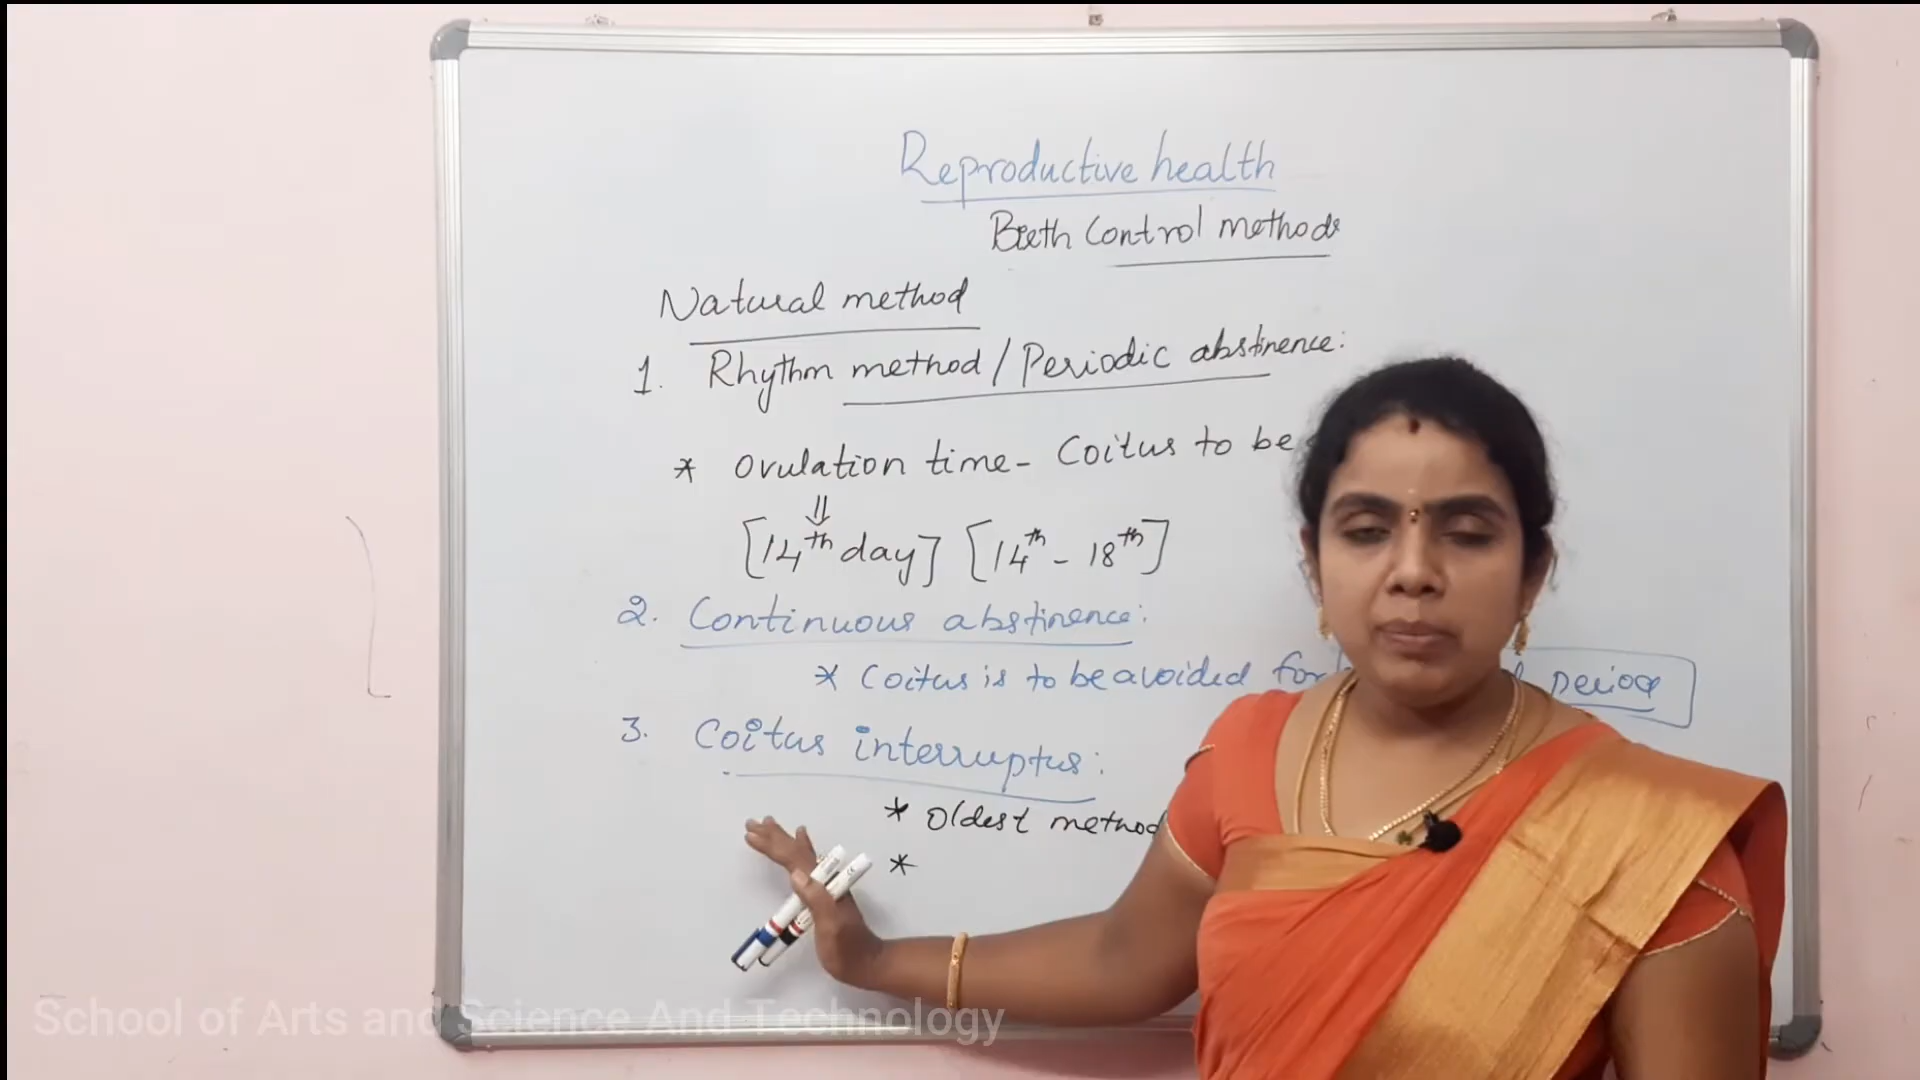 Reproductive health
Birth Control methods
Natural method
1. Rhythm method / Periodic abstinence:
* Ovulation time - Coitus to be
⇓
[14th day] [14th - 18th]
2. Continuous abstinence:
* Coitus is to be avoided for period
3. Coitus interruptus:
* Oldest method
*
School of Arts and Science And Technology